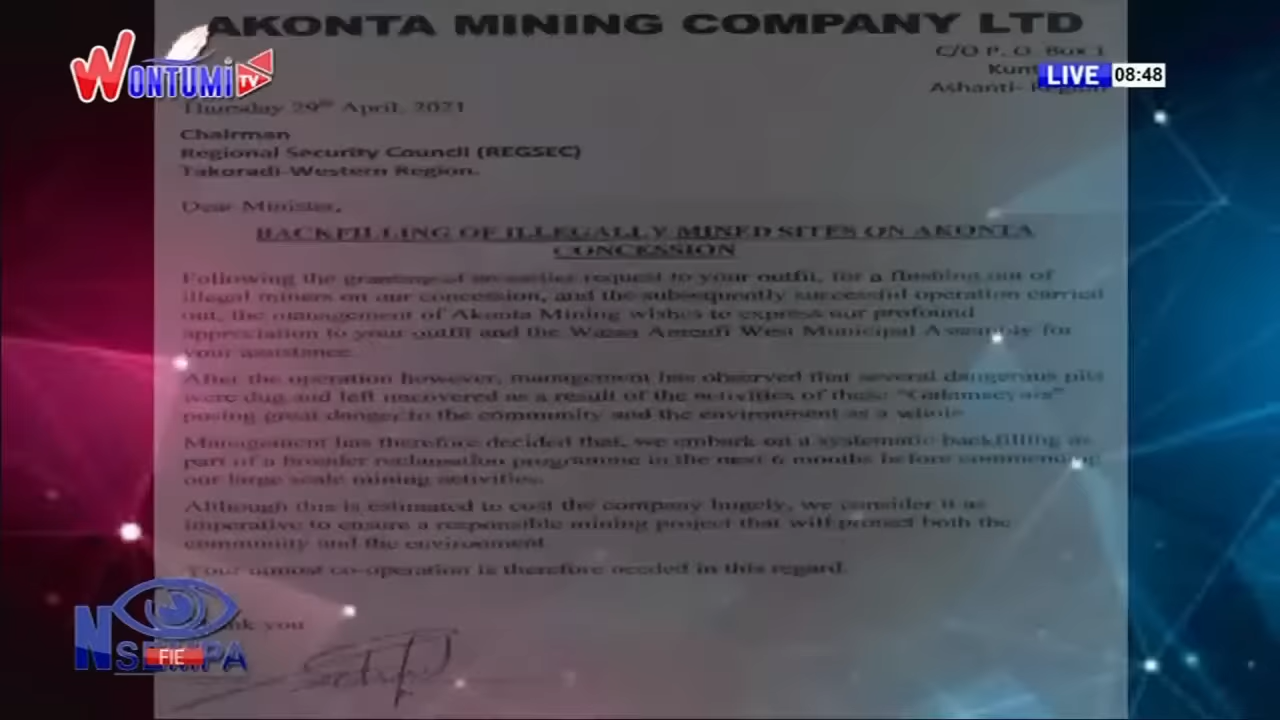 AKONTA MINING COMPANY LTD
C/O P. O. Box 1
WONTUMI TV
LIVE 08:48
Ashanti- Region
Thursday 29th April, 2021
Chairman
Regional Security Council (REGSEC)
Takoradi-Western Region.
Dear Minister,
BACKFILLING OF ILLEGALLY MINED SITES ON AKONTA
CONCESSION
Following the granting of an earlier request to your outfit, for a flushing out of
illegal miners on our concession, and the subsequently successful operation carried
out, the management of Akonta Mining wishes to express our profound
appreciation to your outfit and the Wassa Amenfi West Municipal Assembly for
your assistance.
After the operation however, management has observed that several dangerous pits
were dug and left uncovered as a result of the activities of these
posing great danger to the community and the environment as a whole
Management has therefore decided that, we embark on a systematic backfilling as
part of a broader reclamation programme in the next 6 months before commencing
our large scale mining activities.
Although this is estimated to cost the company hugely, we consider it as
imperative to ensure a responsible mining project that will protect both the
community and the environment
Your utmost co-operation is therefore needed in this regard.
you
NSEMPA
FIE